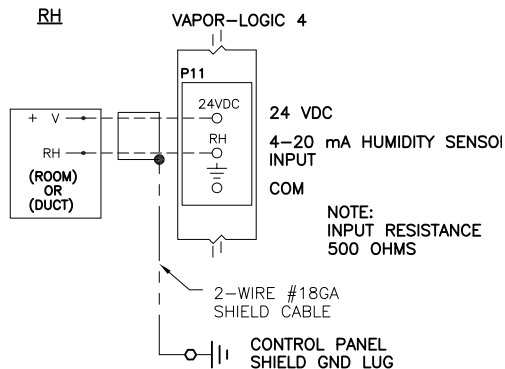 RH
VAPOR-LOGIC 4
P11
24VDC
24 VDC
+ V
RH
4-20 mA HUMIDITY SENSO
INPUT
RH
(ROOM)
OR
(DUCT)
COM
NOTE:
INPUT RESISTANCE
500 OHMS
2-WIRE #18GA
SHIELD CABLE
CONTROL PANEL
SHIELD GND LUG